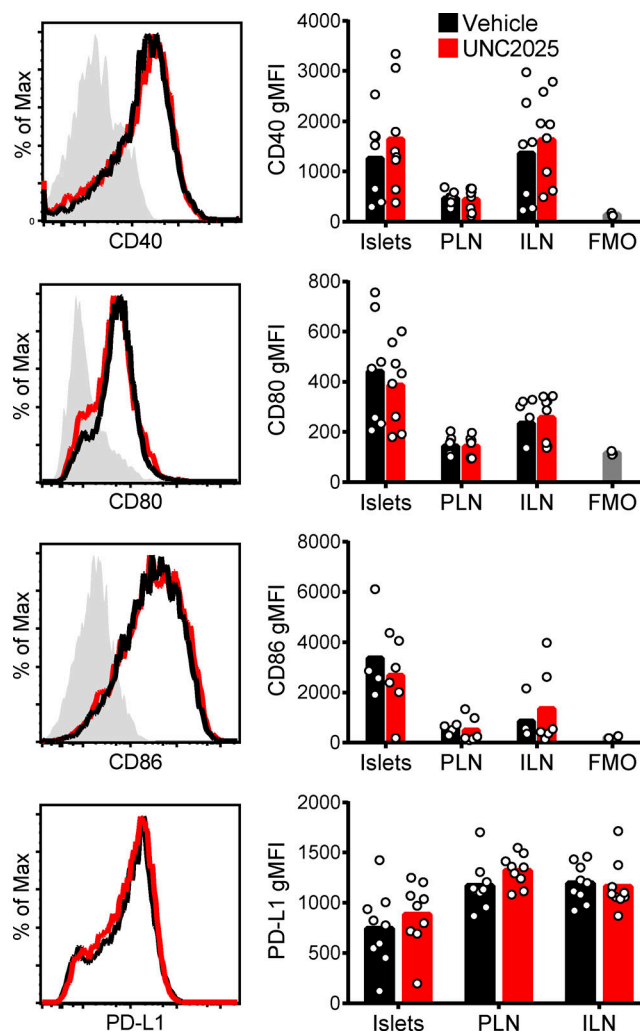 % of Max
0
CD40
Vehicle
UNC2025
CD40 gMFI
4000
3000
2000
1000
0
Islets PLN ILN FMO
% of Max
CD80
CD80 gMFI
800
600
400
200
0
Islets PLN ILN FMO
% of Max
CD86
CD86 gMFI
8000
6000
4000
2000
0
Islets PLN ILN FMO
% of Max
PD-L1
PD-L1 gMFI
2000
1500
1000
500
0
Islets PLN ILN